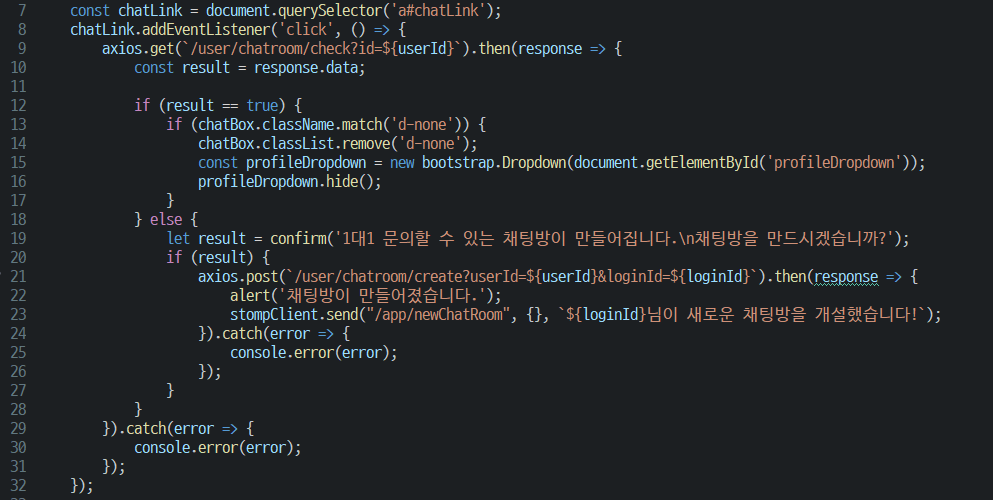 7 const chatLink = document.querySelector('a#chatLink');
8 chatLink.addEventListener('click', () => {
9 axios.get(`/user/chatroom/check?id=${userId}`).then(response => {
10 const result = response.data;
11
12 if (result == true) {
13 if (chatBox.className.match('d-none')) {
14 chatBox.classList.remove('d-none');
15 const profileDropdown = new bootstrap.Dropdown(document.getElementById('profileDropdown'));
16 profileDropdown.hide();
17 }
18 } else {
19 let result = confirm('1대1 문의할 수 있는 채팅방이 만들어집니다.\n채팅방을 만드시겠습니까?');
20 if (result) {
21 axios.post(`/user/chatroom/create?userId=${userId}&loginId=${loginId}`).then(response => {
22 alert('채팅방이 만들어졌습니다.');
23 stompClient.send("/app/newChatRoom", {}, `${loginId}님이 새로운 채팅방을 개설했습니다!`);
24 }).catch(error => {
25 console.error(error);
26 });
27 }
28 }
29 }).catch(error => {
30 console.error(error);
31 });
32 });